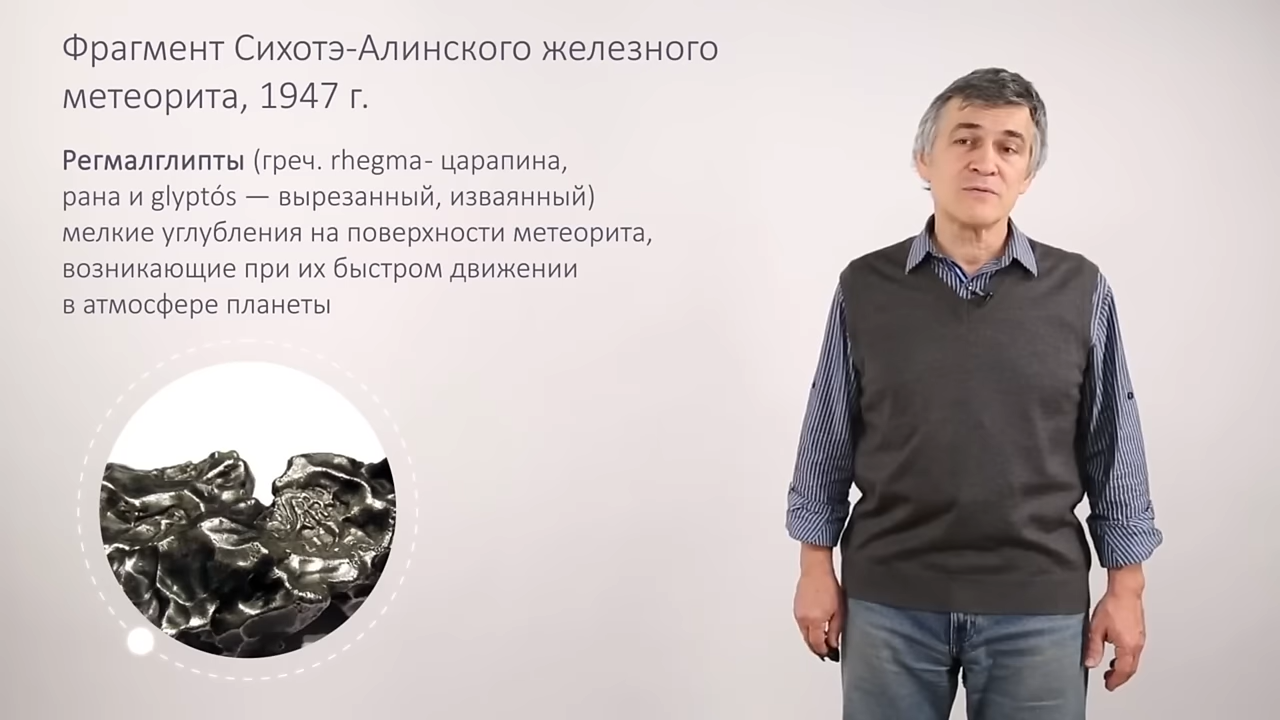 Фрагмент Сихотэ-Алинского железного
метеорита, 1947 г.
Регмалглипты (греч. rhegma- царапина,
рана и glyptós — вырезанный, изваянный)
мелкие углубления на поверхности метеорита,
возникающие при их быстром движении
в атмосфере планеты